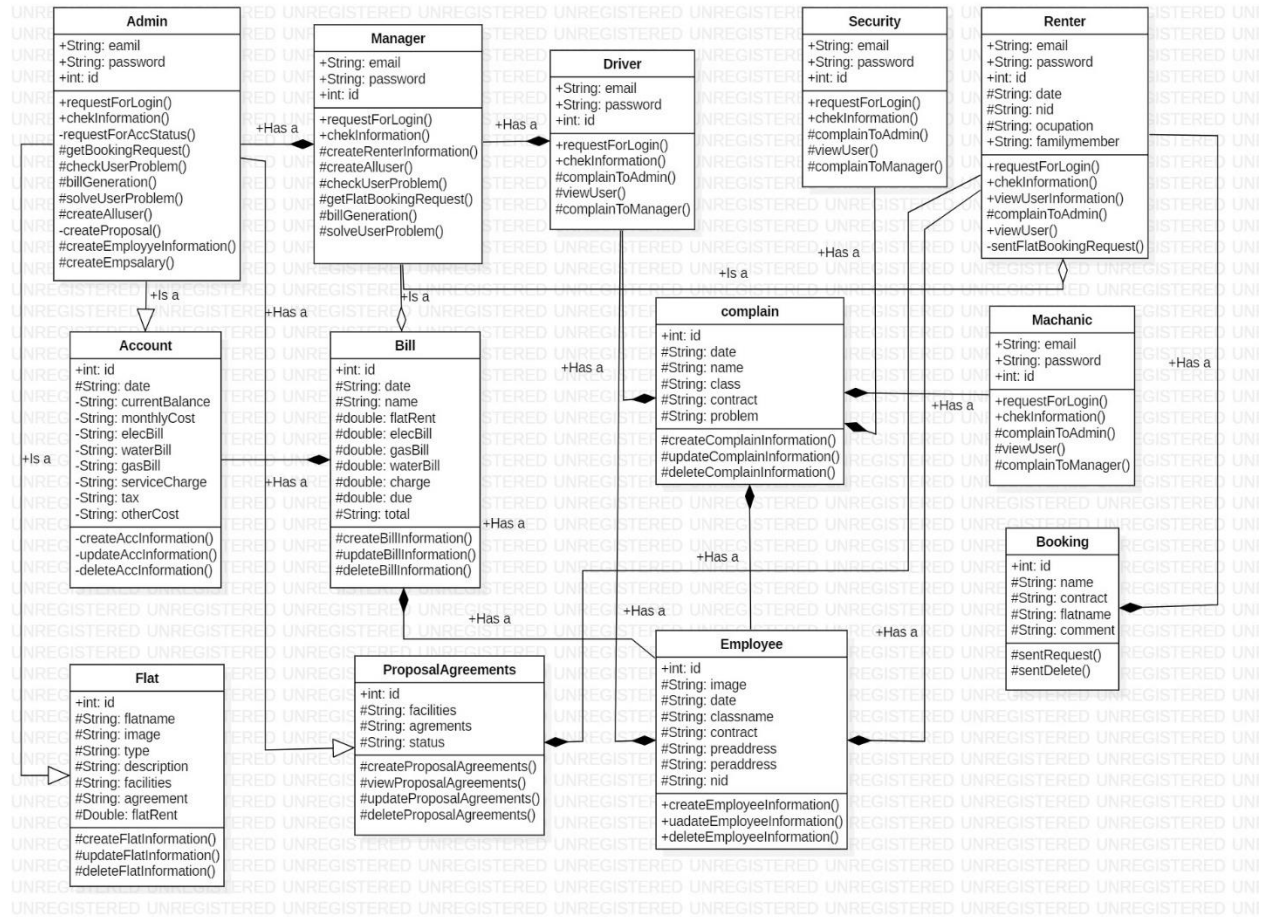 Admin
+String: eamil
+String: password
+int: id
+requestForLogin()
+chekInformation()
-requestForAccStatus()
#getBookingRequest()
#checkUserProblem()
#billGeneration()
#solveUserProblem()
#createAlluser()
-createProposal()
#createEmployyeInformation()
#createEmpsalary()
+Has a
Manager
+String: email
+String: password
+int: id
+requestForLogin()
+chekInformation()
#createRenterInformation()
#createAlluser()
#checkUserProblem()
#getFlatBookingRequest()
#billGeneration()
#solveUserProblem()
+Has a
Driver
+String: email
+String: password
+int: id
+requestForLogin()
+chekInformation()
#complainToAdmin()
#viewUser()
#complainToManager()
Security
+String: email
+String: password
+int: id
+requestForLogin()
+chekInformation()
#complainToAdmin()
#viewUser()
#complainToManager()
Renter
+String: email
+String: password
+int: id
#String: date
#String: nid
#String: ocupation
+String: familymember
+requestForLogin()
+chekInformation()
+viewUserInformation()
#complainToAdmin()
+viewUser()
-sentFlatBookingRequest()
+Has a
+Is a
+Is a
+Is a
+Has a
Account
+int: id
#String: date
-String: currentBalance
-String: monthlyCost
-String: elecBill
-String: waterBill
-String: gasBill
-String: serviceCharge
-String: tax
-String: otherCost
-createAccInformation()
-updateAccInformation()
-deleteAccInformation()
+Is a
+Has a
Bill
+int: id
#String: date
#String: name
#double: flatRent
#double: elecBill
#double: gasBill
#double: waterBill
#double: charge
#double: due
#String: total
#createBillInformation()
#updateBillInformation()
#deleteBillInformation()
+Has a
+Has a
complain
+int: id
#String: date
#String: name
#String: class
#String: contract
#String: problem
#createComplainInformation()
#updateComplainInformation()
#deleteComplainInformation()
+Has a
Machanic
+String: email
+String: password
+int: id
+requestForLogin()
+chekInformation()
#complainToAdmin()
#viewUser()
#complainToManager()
+Has a
Booking
+int: id
#String: name
#String: contract
#String: flatname
#String: comment
#sentRequest()
#sentDelete()
+Has a
+Has a
+Has a
+Has a
Flat
+int: id
#String: flatname
#String: image
#String: type
#String: description
#String: facilities
#String: agreement
#Double: flatRent
#createFlatInformation()
#updateFlatInformation()
#deleteFlatInformation()
ProposalAgreements
+int: id
#String: facilities
#String: agrements
#String: status
#createProposalAgreements()
#viewProposalAgreements()
#updateProposalAgreements()
#deleteProposalAgreements()
Employee
+int: id
#String: image
#String: date
#String: classname
#String: contract
#String: preaddress
#String: peraddress
#String: nid
+createEmployeeInformation()
+uadateEmployeeInformation()
+deleteEmployeeInformation()
UNREGISTERED